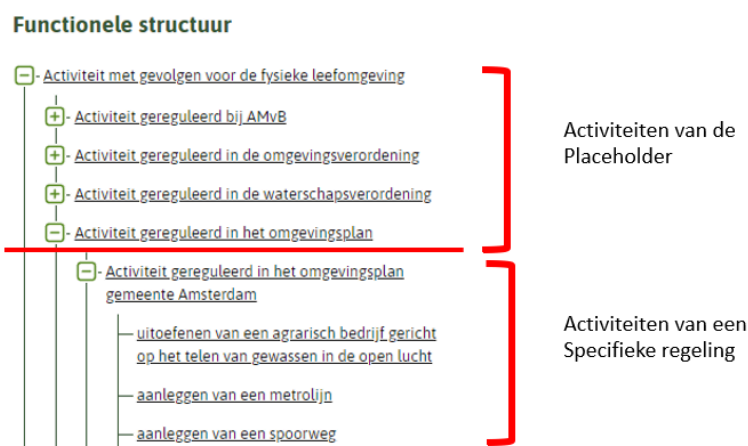 Functionele structuur
Activiteit met gevolgen voor de fysieke leefomgeving
Activiteit gereguleerd bij AMvB
Activiteit gereguleerd in de omgevingsverordening
Activiteit gereguleerd in de waterschapsverordening
Activiteit gereguleerd in het omgevingsplan
Activiteiten van de
Placeholder
Activiteit gereguleerd in het omgevingsplan
gemeente Amsterdam
uitoefenen van een agrarisch bedrijf gericht
op het telen van gewassen in de open lucht
aanleggen van een metrolijn
aanleggen van een spoorweg
Activiteiten van een
Specifieke regeling